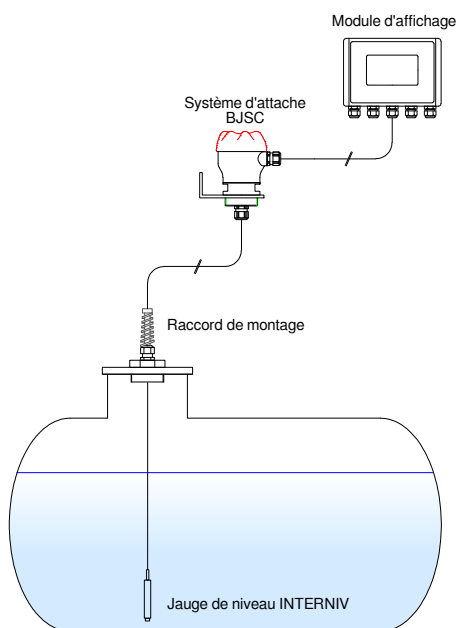 Module d'affichage
Système d'attache
BJSC
Raccord de montage
Jauge de niveau INTERNIV